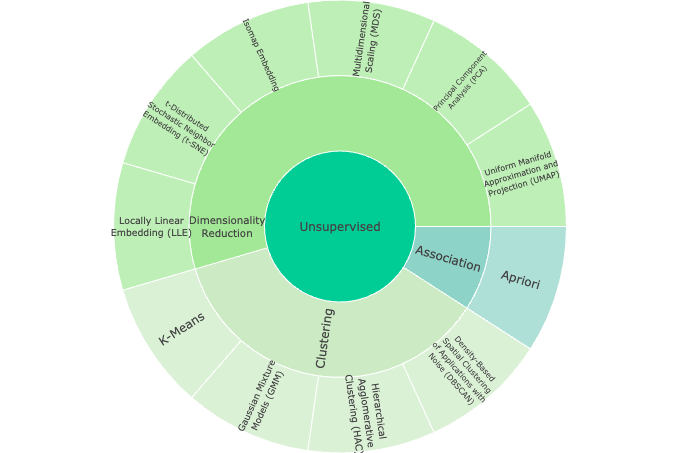 Unsupervised
Dimensionality
Reduction
Clustering
Association
Isomap Embedding
Multidimensional
Scaling (MDS)
Principal Component
Analysis (PCA)
Uniform Manifold
Approximation and
Projection (UMAP)
t-Distributed
Stochastic Neighbor
Embedding (t-SNE)
Locally Linear
Embedding (LLE)
K-Means
Gaussian Mixture
Models (GMM)
Hierarchical
Agglomerative
Clustering (HAC)
Density-Based
Spatial Clustering
of Applications with
Noise (DBSCAN)
Apriori